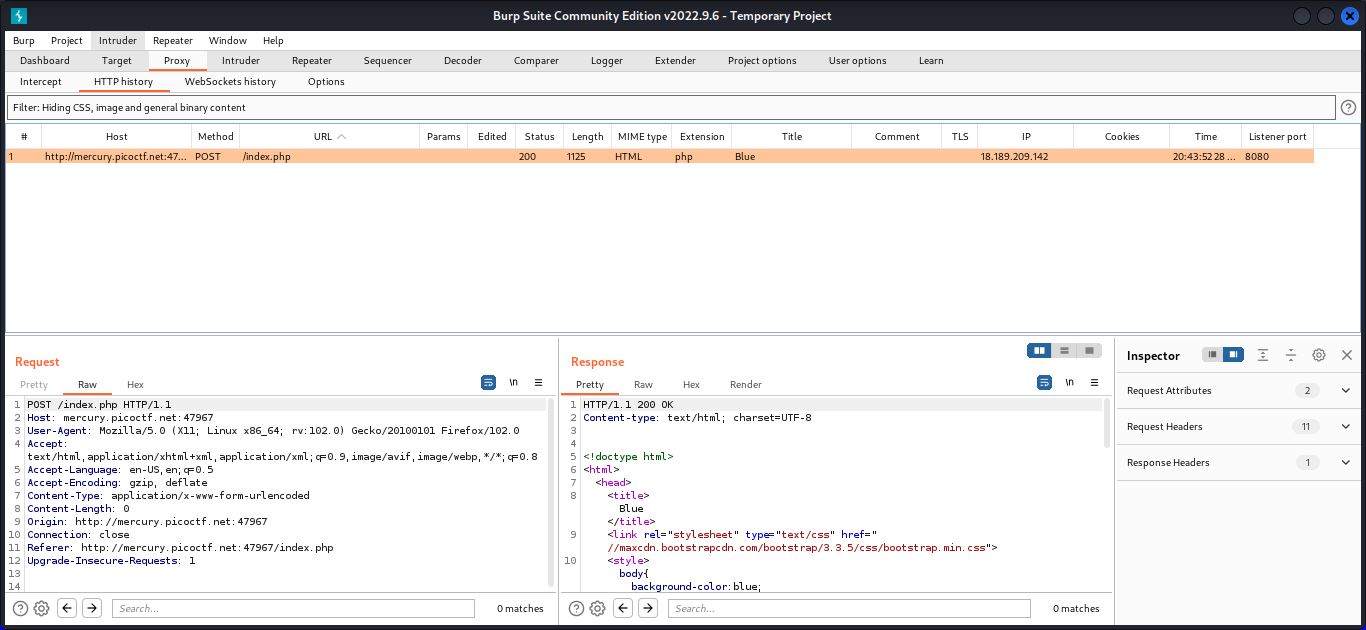 Burp Suite Community Edition v2022.9.6 - Temporary Project
Burp Project Intruder Repeater Window Help
Dashboard Target Proxy Intruder Repeater Sequencer Decoder Comparer Logger Extender Project options User options Learn
Intercept HTTP history WebSockets history Options
Filter: Hiding CSS, image and general binary content
# Host Method URL Params Edited Status Length MIME type Extension Title Comment TLS IP Cookies Time Listener port
1 http://mercury.picoctf.net:47... POST /index.php 200 1125 HTML php Blue 18.189.209.142 20:43:52 28 ... 8080
Request
Pretty Raw Hex
\n
1 POST /index.php HTTP/1.1
2 Host: mercury.picoctf.net:47967
3 User-Agent: Mozilla/5.0 (X11; Linux x86_64; rv:102.0) Gecko/20100101 Firefox/102.0
4 Accept:
text/html,application/xhtml+xml,application/xml;q=0.9,image/avif,image/webp,*/*;q=0.8
5 Accept-Language: en-US,en;q=0.5
6 Accept-Encoding: gzip, deflate
7 Content-Type: application/x-www-form-urlencoded
8 Content-Length: 0
9 Origin: http://mercury.picoctf.net:47967
10 Connection: close
11 Referer: http://mercury.picoctf.net:47967/index.php
12 Upgrade-Insecure-Requests: 1
13
14
Search...
0 matches
Response
Pretty Raw Hex Render
\n
1 HTTP/1.1 200 OK
2 Content-type: text/html; charset=UTF-8
3
4
5 <!doctype html>
6 <html>
7 <head>
8 <title>
Blue
</title>
9 <link rel="stylesheet" type="text/css" href="
//maxcdn.bootstrapcdn.com/bootstrap/3.3.5/css/bootstrap.min.css">
10 <style>
body{
background-color:blue;
Search...
0 matches
Inspector
Request Attributes 2
Request Headers 11
Response Headers 1